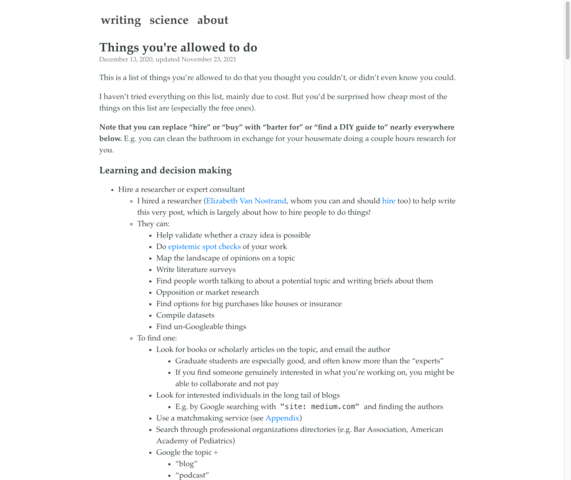 writing science about
Things you're allowed to do
December 13, 2020, updated November 23, 2021
This is a list of things you’re allowed to do that you thought you couldn’t, or didn’t even know you could.
I haven’t tried everything on this list, mainly due to cost. But you’d be surprised how cheap most of the
things on this list are (especially the free ones).
Note that you can replace “hire” or “buy” with “barter for” or “find a DIY guide to” nearly everywhere
below. E.g. you can clean the bathroom in exchange for your housemate doing a couple hours research for
you.
Learning and decision making
• Hire a researcher or expert consultant
◦ I hired a researcher (Elizabeth Van Nostrand, whom you can and should hire too) to help write
this very post, which is largely about how to hire people to do things!
◦ They can:
▪ Help validate whether a crazy idea is possible
▪ Do epistemic spot checks of your work
▪ Map the landscape of opinions on a topic
▪ Write literature surveys
▪ Find people worth talking to about a potential topic and writing briefs about them
▪ Opposition or market research
▪ Find options for big purchases like houses or insurance
▪ Compile datasets
▪ Find un-Googleable things
◦ To find one:
▪ Look for books or scholarly articles on the topic, and email the author
▪ Graduate students are especially good, and often know more than the “experts”
▪ If you find someone genuinely interested in what you’re working on, you might be
able to collaborate and not pay
▪ Look for interested individuals in the long tail of blogs
▪ E.g. by Google searching with "site: medium.com" and finding the authors
▪ Use a matchmaking service (see Appendix)
▪ Search through professional organizations directories (e.g. Bar Association, American
Academy of Pediatrics)
▪ Google the topic +
▪ “blog”
▪ “podcast”